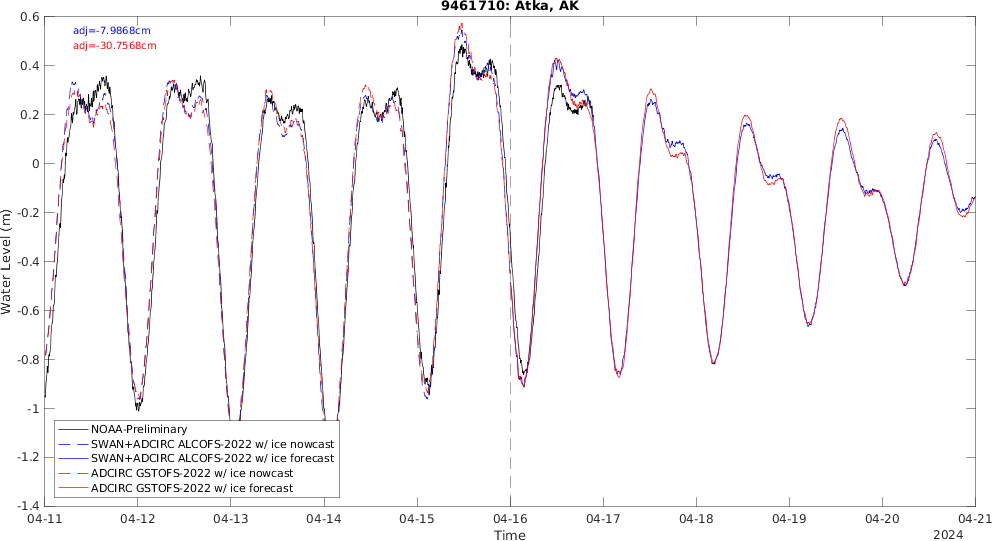 9461710: Atka, AK
adj=-7.9868cm
adj=-30.7568cm
Water Level (m)
0.6
0.4
0.2
0
-0.2
-0.4
-0.6
-0.8
-1
-1.2
-1.4
NOAA-Preliminary
SWAN+ADCIRC ALCOFS-2022 w/ ice nowcast
SWAN+ADCIRC ALCOFS-2022 w/ ice forecast
ADCIRC GSTOFS-2022 w/ ice nowcast
ADCIRC GSTOFS-2022 w/ ice forecast
04-11 04-12 04-13 04-14 04-15 04-16 04-17 04-18 04-19 04-20 04-21
Time
2024